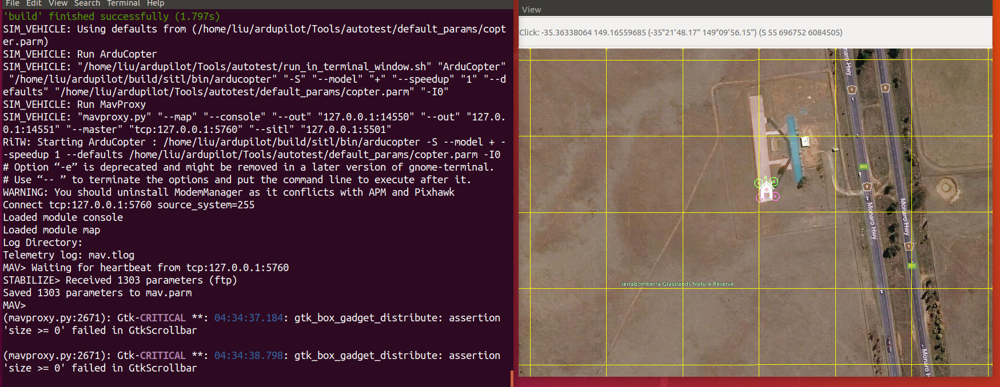 File Edit View Search Terminal Help
'build' finished successfully (1.797s)
SIM_VEHICLE: Using defaults from (/home/liu/ardupilot/Tools/autotest/default_params/copt
er.parm)
SIM_VEHICLE: Run ArduCopter
SIM_VEHICLE: "/home/liu/ardupilot/Tools/autotest/run_in_terminal_window.sh" "ArduCopter"
 "/home/liu/ardupilot/build/sitl/bin/arducopter" "-S" "--model" "+" "--speedup" "1" "--d
efaults" "/home/liu/ardupilot/Tools/autotest/default_params/copter.parm" "-I0"
SIM_VEHICLE: Run MavProxy
SIM_VEHICLE: "mavproxy.py" "--map" "--console" "--out" "127.0.0.1:14550" "--out" "127.0.
0.1:14551" "--master" "tcp:127.0.0.1:5760" "--sitl" "127.0.0.1:5501"
RiTW: Starting ArduCopter : /home/liu/ardupilot/build/sitl/bin/arducopter -S --model + -
-speedup 1 --defaults /home/liu/ardupilot/Tools/autotest/default_params/copter.parm -I0
# Option “-e” is deprecated and might be removed in a later version of gnome-terminal.
# Use “-- ” to terminate the options and put the command line to execute after it.
WARNING: You should uninstall ModemManager as it conflicts with APM and Pixhawk
Connect tcp:127.0.0.1:5760 source_system=255
Loaded module console
Loaded module map
Log Directory:
Telemetry log: mav.tlog
MAV> Waiting for heartbeat from tcp:127.0.0.1:5760
STABILIZE> Received 1303 parameters (ftp)
Saved 1303 parameters to mav.parm
MAV>
(mavproxy.py:2671): Gtk-CRITICAL **: 04:34:37.184: gtk_box_gadget_distribute: assertion
'size >= 0' failed in GtkScrollbar
(mavproxy.py:2671): Gtk-CRITICAL **: 04:34:38.798: gtk_box_gadget_distribute: assertion
'size >= 0' failed in GtkScrollbar
View
Click: -35.36338064 149.16559685 (-35°21'48.17" 149°09'56.15") (S 55 696752 6084505)
naro Hwy
5
5
B23
5
Monaro Hwy
Monaro Hwy
5
B23
Jerrabomberra Grasslands Nature Reserve
Monaro H